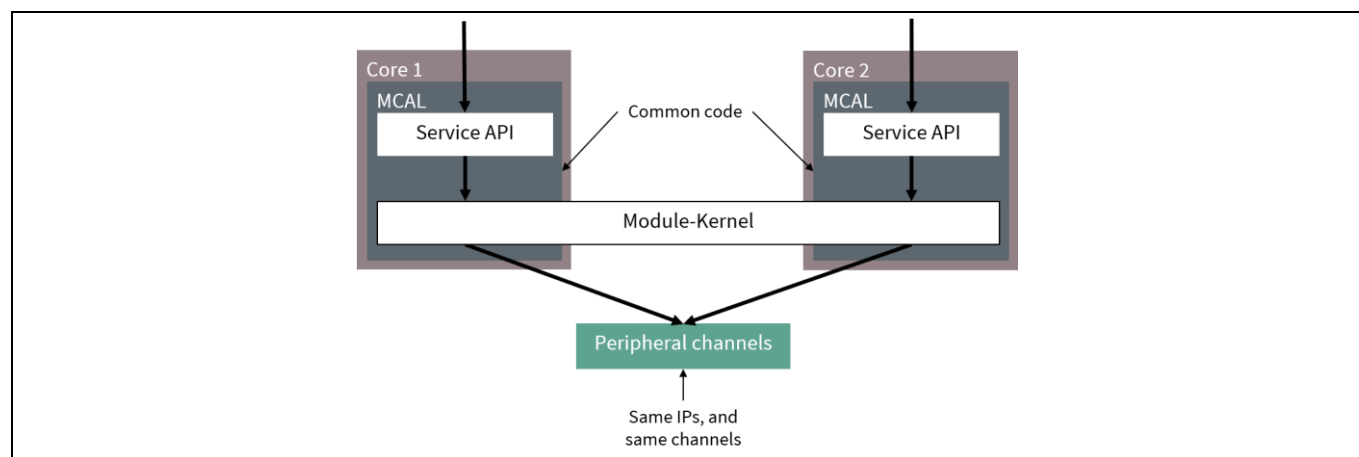 Core 1
Core 2
MCAL
MCAL
Common code
Service API
Service API
Module-Kernel
Peripheral channels
Same IPs, and
same channels